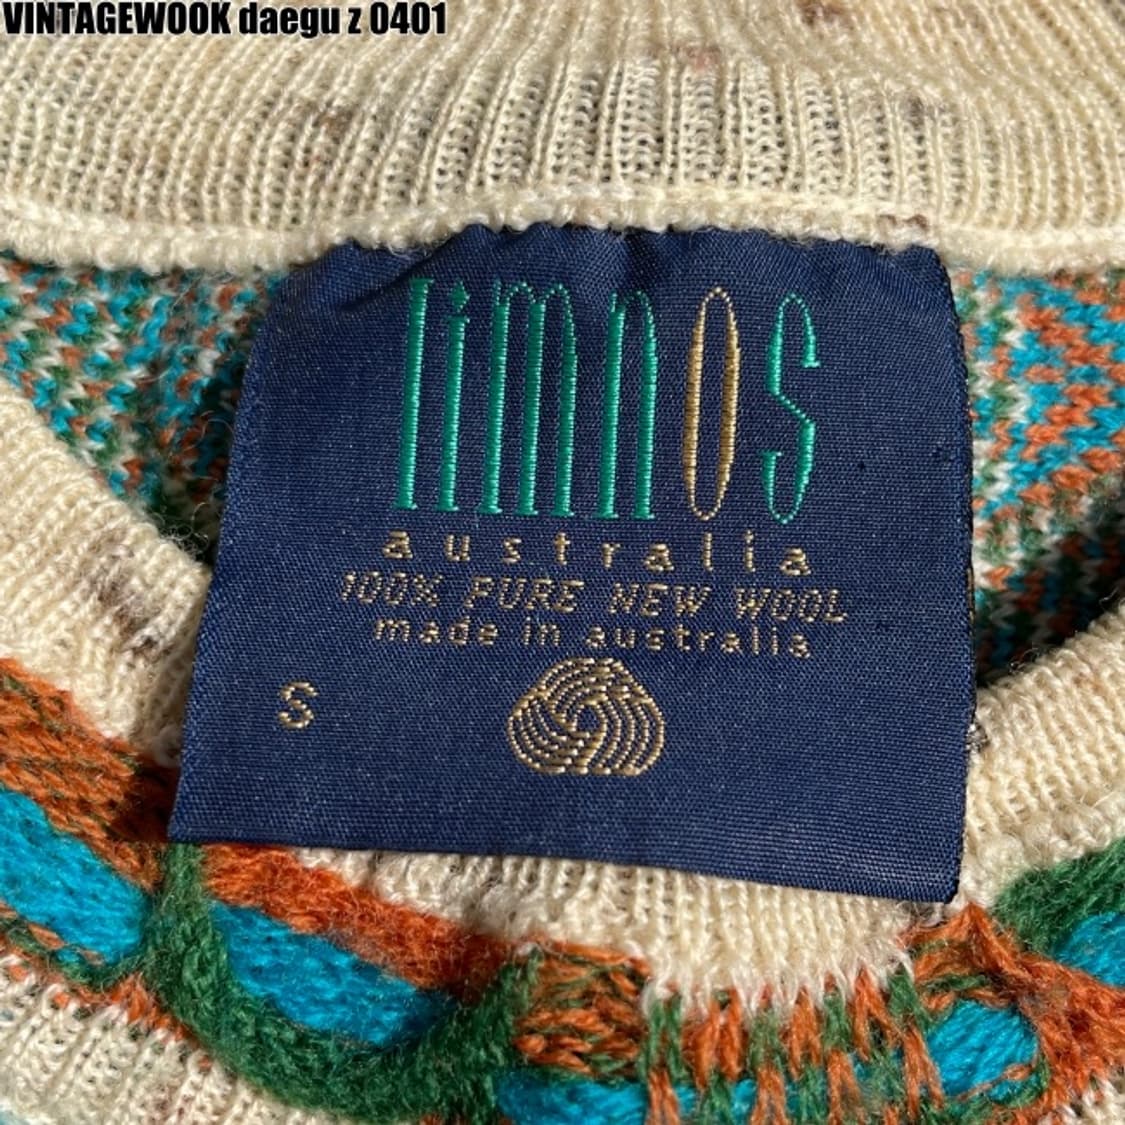 VINTAGEWOOK daegu z 0401
limnos
australia
100% PURE NEW WOOL
made in australia
S